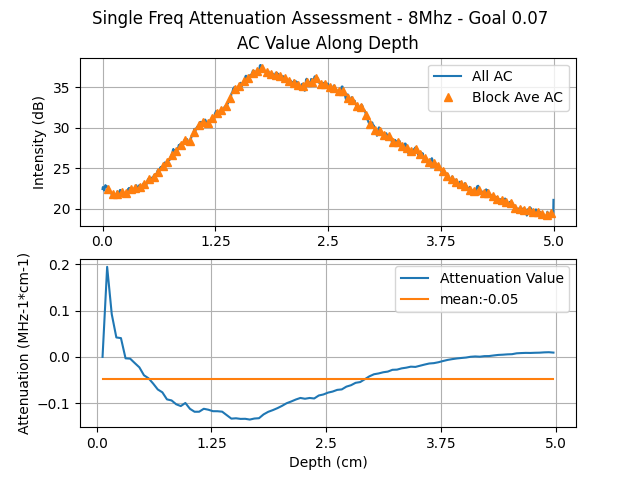 Single Freq Attenuation Assessment - 8Mhz - Goal 0.07
AC Value Along Depth
Intensity (dB)
35
30
25
20
All AC
Block Ave AC
0.0 1.25 2.5 3.75 5.0
Attenuation (MHz-1*cm-1)
0.2
0.1
0.0
−0.1
Attenuation Value
mean:-0.05
0.0 1.25 2.5 3.75 5.0
Depth (cm)